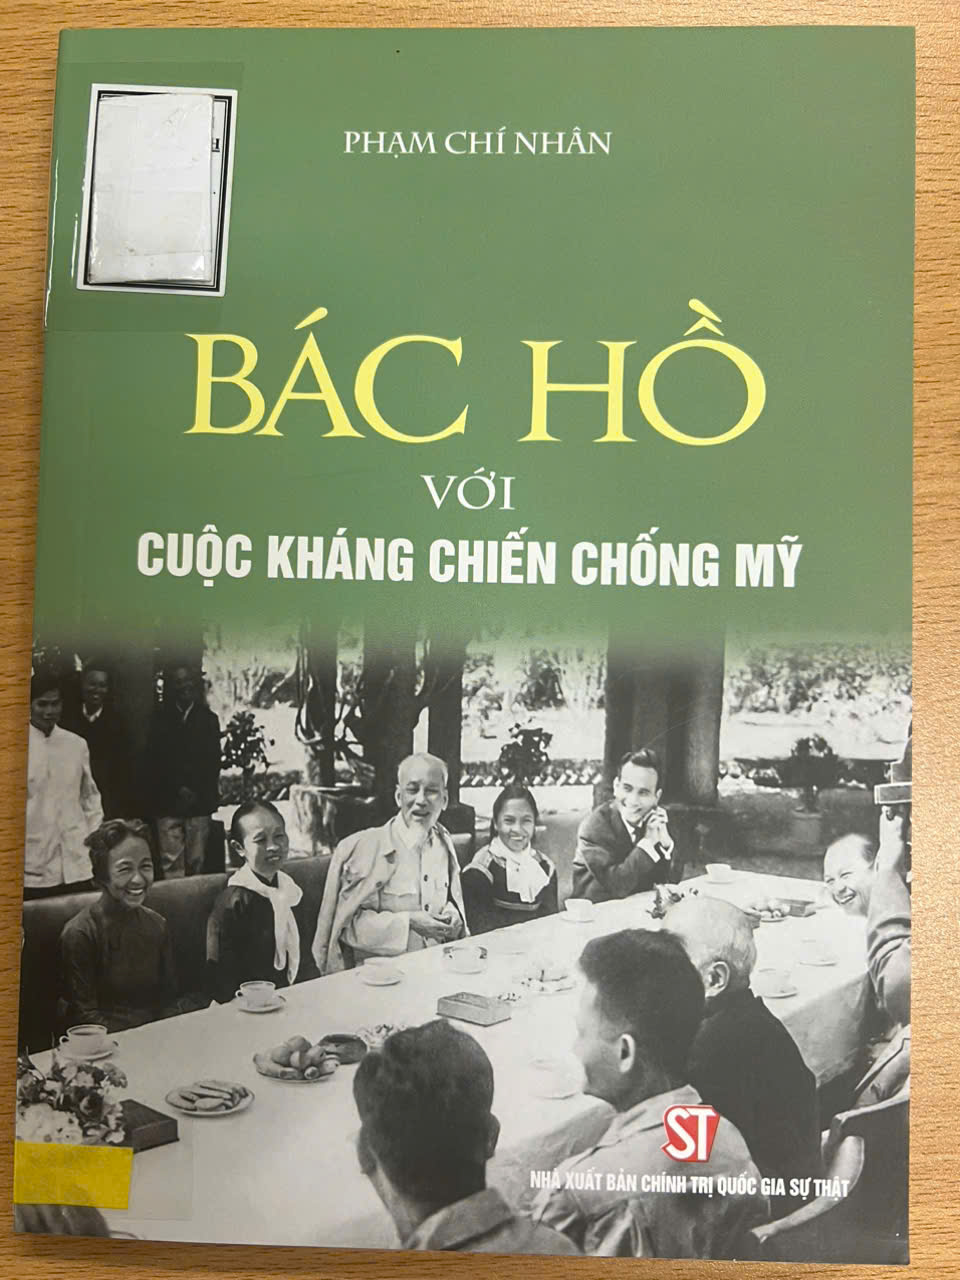 PHẠM CHÍ NHÂN
BÁC HỒ
VỚI
CUỘC KHÁNG CHIẾN CHỐNG MỸ
ST
NHÀ XUẤT BẢN CHÍNH TRỊ QUỐC GIA SỰ THẬT